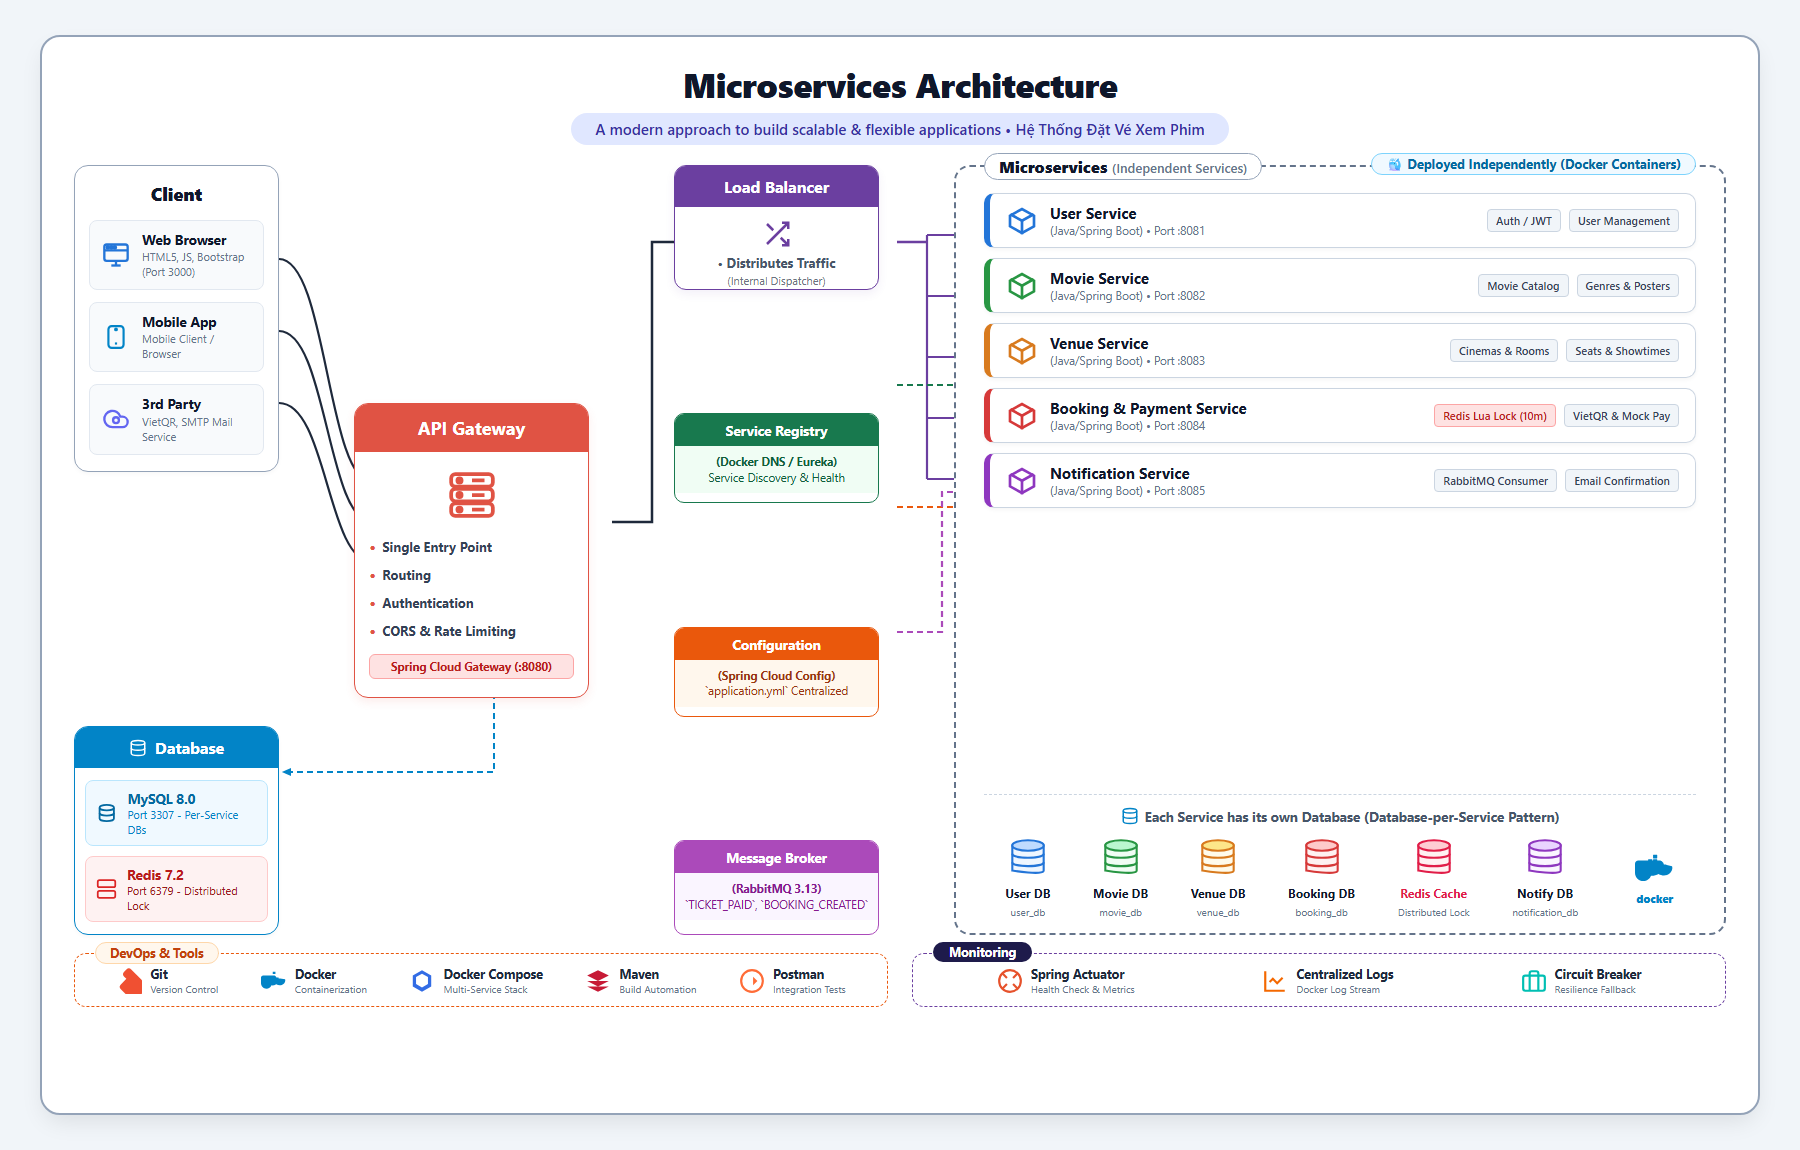 Microservices Architecture
A modern approach to build scalable & flexible applications • Hệ Thống Đặt Vé Xem Phim
Client
Web Browser
HTML5, JS, Bootstrap
(Port 3000)
Mobile App
Mobile Client /
Browser
3rd Party
VietQR, SMTP Mail
Service
API Gateway
• Single Entry Point
• Routing
• Authentication
• CORS & Rate Limiting
Spring Cloud Gateway (:8080)
Database
MySQL 8.0
Port 3307 - Per-Service
DBs
Redis 7.2
Port 6379 - Distributed
Lock
Load Balancer
• Distributes Traffic
(Internal Dispatcher)
Service Registry
(Docker DNS / Eureka)
Service Discovery & Health
Configuration
(Spring Cloud Config)
`application.yml` Centralized
Message Broker
(RabbitMQ 3.13)
`TICKET_PAID`, `BOOKING_CREATED`
Microservices (Independent Services)
Deployed Independently (Docker Containers)
User Service
(Java/Spring Boot) • Port :8081
Auth / JWT
User Management
Movie Service
(Java/Spring Boot) • Port :8082
Movie Catalog
Genres & Posters
Venue Service
(Java/Spring Boot) • Port :8083
Cinemas & Rooms
Seats & Showtimes
Booking & Payment Service
(Java/Spring Boot) • Port :8084
Redis Lua Lock (10m)
VietQR & Mock Pay
Notification Service
(Java/Spring Boot) • Port :8085
RabbitMQ Consumer
Email Confirmation
Each Service has its own Database (Database-per-Service Pattern)
User DB
user_db
Movie DB
movie_db
Venue DB
venue_db
Booking DB
booking_db
Redis Cache
Distributed Lock
Notify DB
notification_db
docker
DevOps & Tools
Git
Version Control
Docker
Containerization
Docker Compose
Multi-Service Stack
Maven
Build Automation
Postman
Integration Tests
Monitoring
Spring Actuator
Health Check & Metrics
Centralized Logs
Docker Log Stream
Circuit Breaker
Resilience Fallback